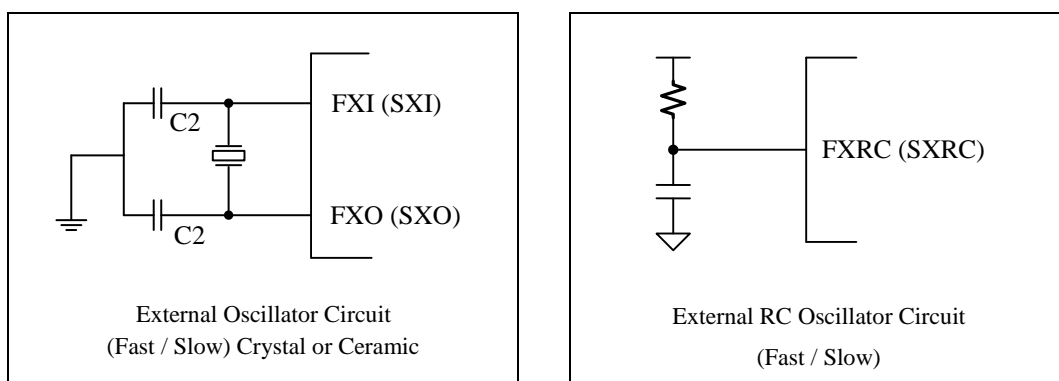 C2
FXI (SXI)
C2
FXO (SXO)
External Oscillator Circuit
(Fast / Slow) Crystal or Ceramic
FXRC (SXRC)
External RC Oscillator Circuit
(Fast / Slow)